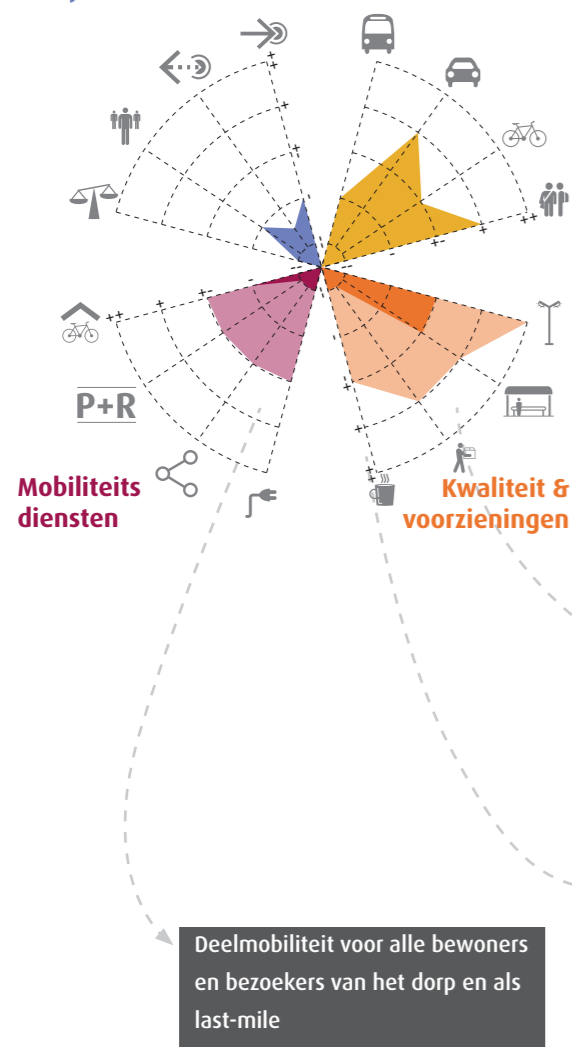 P+R
Mobiliteits
diensten
Kwaliteit &
voorzieningen
Deelmobiliteit voor alle bewoners
en bezoekers van het dorp en als
last-mile